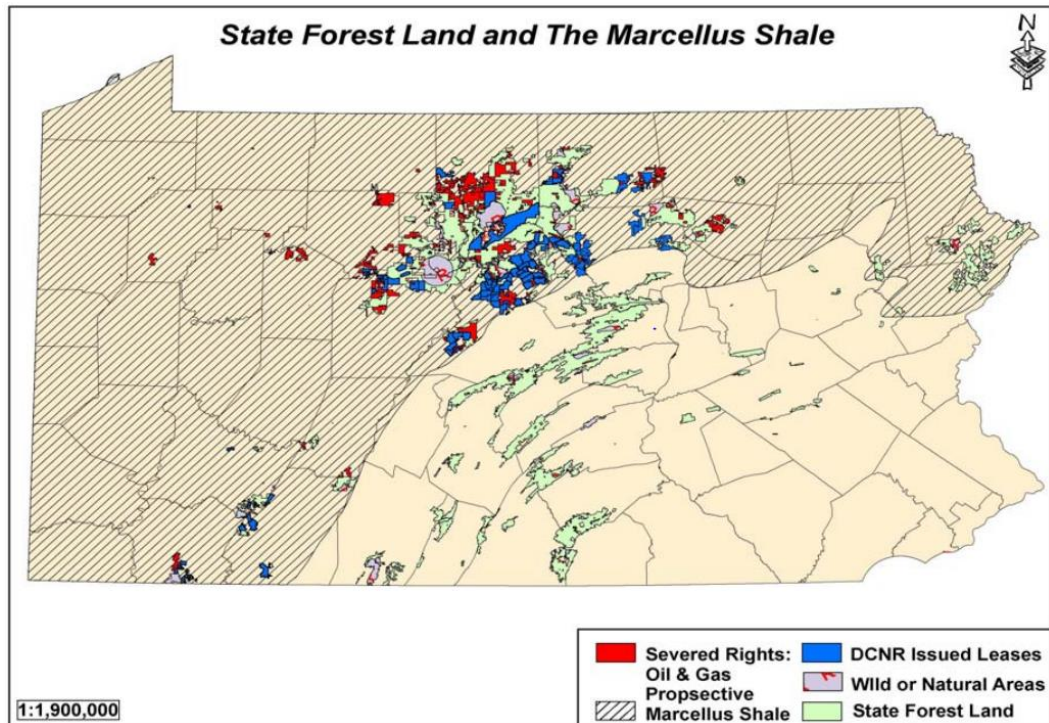 State Forest Land and The Marcellus Shale
N
Severed Rights:
Oil & Gas
Propsective
Marcellus Shale
DCNR Issued Leases
Wild or Natural Areas
State Forest Land
1:1,900,000